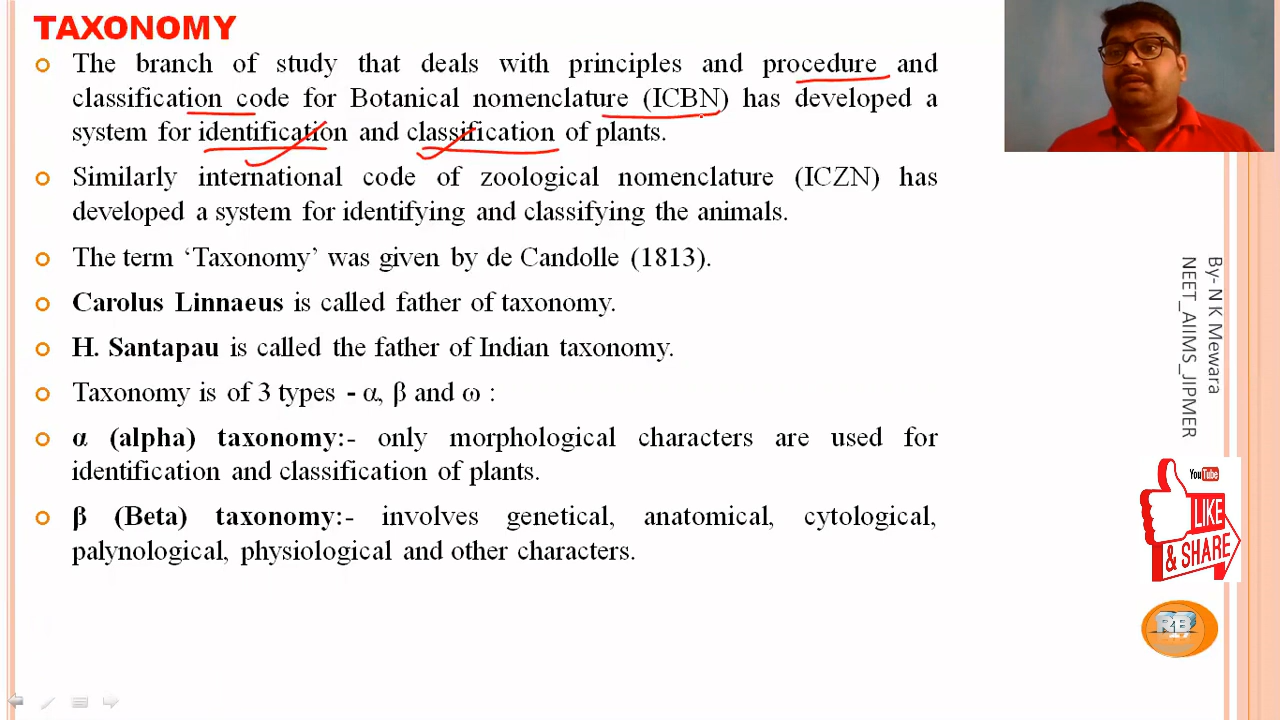 TAXONOMY
The branch of study that deals with principles and procedure and
classification code for Botanical nomenclature (ICBN) has developed a
system for identification and classification of plants.
Similarly international code of zoological nomenclature (ICZN) has
developed a system for identifying and classifying the animals.
The term ‘Taxonomy’ was given by de Candolle (1813).
Carolus Linnaeus is called father of taxonomy.
H. Santapau is called the father of Indian taxonomy.
Taxonomy is of 3 types - α, β and ω :
α (alpha) taxonomy:- only morphological characters are used for
identification and classification of plants.
β (Beta) taxonomy:- involves genetical, anatomical, cytological,
palynological, physiological and other characters.
By- N K Mewara
NEET_AIIMS_JIPMER
YouTube
LIKE
& SHARE
RB